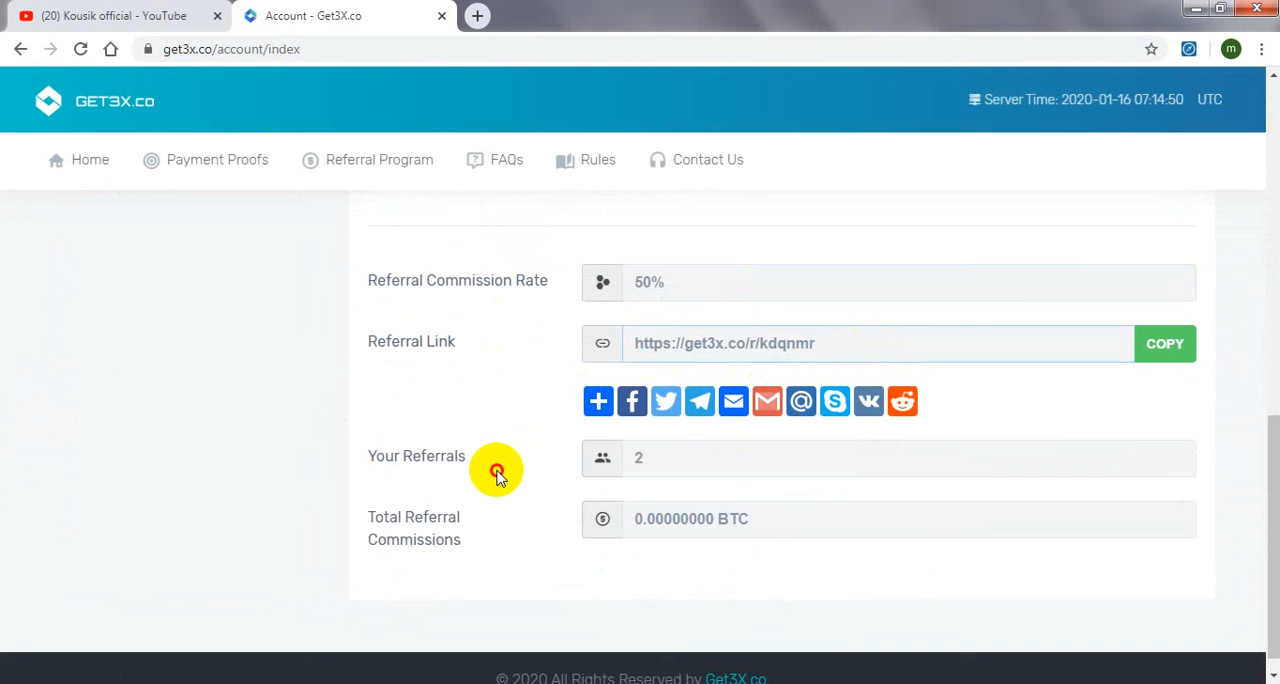 (20) Kousik official - YouTube
Account - Get3X.co
get3x.co/account/index
m
GET3X.co
Server Time: 2020-01-16 07:14:50 UTC
Home
Payment Proofs
Referral Program
FAQs
Rules
Contact Us
Referral Commission Rate
50%
Referral Link
https://get3x.co/r/kdqnmr
COPY
Your Referrals
2
Total Referral
Commissions
0.00000000 BTC
© 2020 All Rights Reserved by Get3X.co